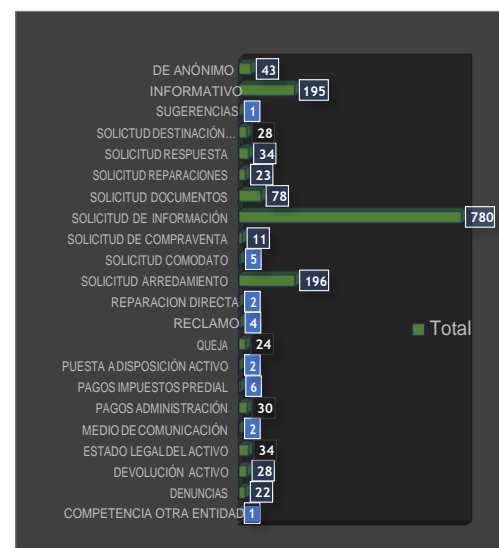 DE ANÓNIMO 43
INFORMATIVO 195
SUGERENCIAS 1
SOLICTUD DESTINACIÓN... 28
SOLICITUD RESPUESTA 34
SOLICITUD REPARACIONES 23
SOLICITUD DOCUMENTOS 78
SOLICITUD DE INFORMACIÓN 780
SOLICITUD DE COMPRAVENTA 11
SOLICITUD COMODATO 5
SOLICITUD ARREDAMIENTO 196
REPARACION DIRECTA 2
RECLAMO 4
Total
QUEJA 24
PUESTA A DISPOSICIÓN ACTIVO 2
PAGOS IMPUESTOS PREDIAL 6
PAGOS ADMINISTRACIÓN 30
MEDIO DE COMUNICACIÓN 2
ESTADO LEGAL DEL ACTIVO 34
DEVOLUCIÓN ACTIVO 28
DENUNCIAS 22
COMPETENCIA OTRA ENTIDAD 1